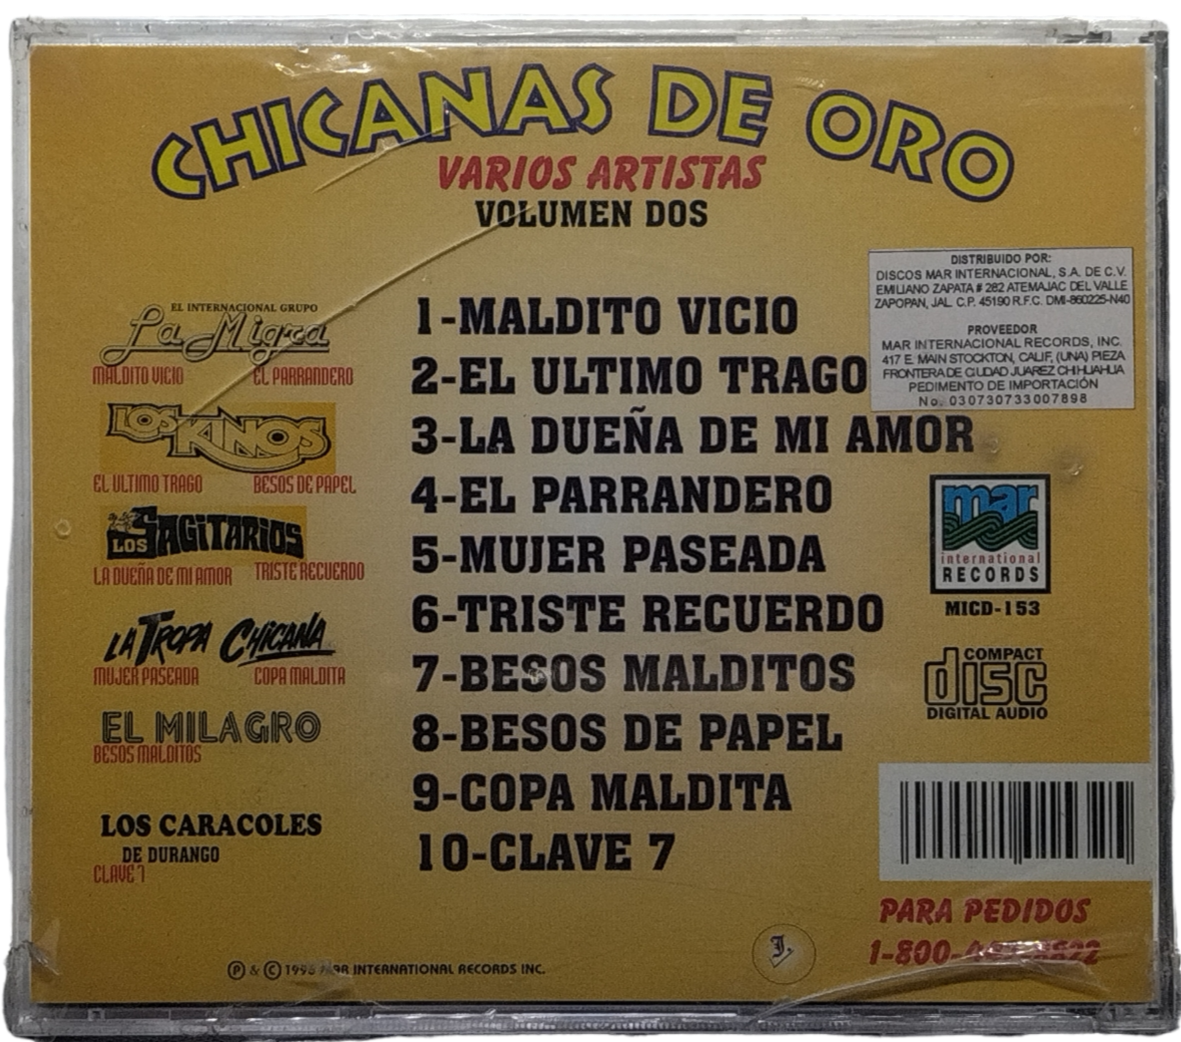 CHICANAS DE ORO
VARIOS ARTISTAS
VOLUMEN DOS
EL INTERNACIONAL GRUPO
La Migra
MALDITO VICIO EL PARRANDERO
LOS KINOS
EL ULTIMO TRAGO BESOS DE PAPEL
LOS SAGITARIOS
LA DUEÑA DE MI AMOR TRISTE RECUERDO
LA TROPA CHICANA
MUJER PASEADA COPA MALDITA
EL MILAGRO
BESOS MALDITOS
LOS CARACOLES
DE DURANGO
CLAVE 7
1-MALDITO VICIO
2-EL ULTIMO TRAGO
3-LA DUEÑA DE MI AMOR
4-EL PARRANDERO
5-MUJER PASEADA
6-TRISTE RECUERDO
7-BESOS MALDITOS
8-BESOS DE PAPEL
9-COPA MALDITA
10-CLAVE 7
DISTRIBUIDO POR:
DISCOS MAR INTERNACIONAL, S.A. DE C.V.
EMILIANO ZAPATA # 282 ATEMAJAC DEL VALLE
ZAPOPAN, JAL. C.P. 45190 R.F.C. DMI-860225-N40
PROVEEDOR
MAR INTERNATIONAL RECORDS, INC.
417 E. MAIN STOCKTON, CALIF, (UNA) PIEZA
FRONTERA DE CIUDAD JUAREZ CHIHUAHUA
PEDIMENTO DE IMPORTACIÓN
No. 030730733007898
mar
international
RECORDS
MICD-153
COMPACT
disc
DIGITAL AUDIO
PARA PEDIDOS
1-800-
J.
℗ & © MAR INTERNATIONAL RECORDS INC.